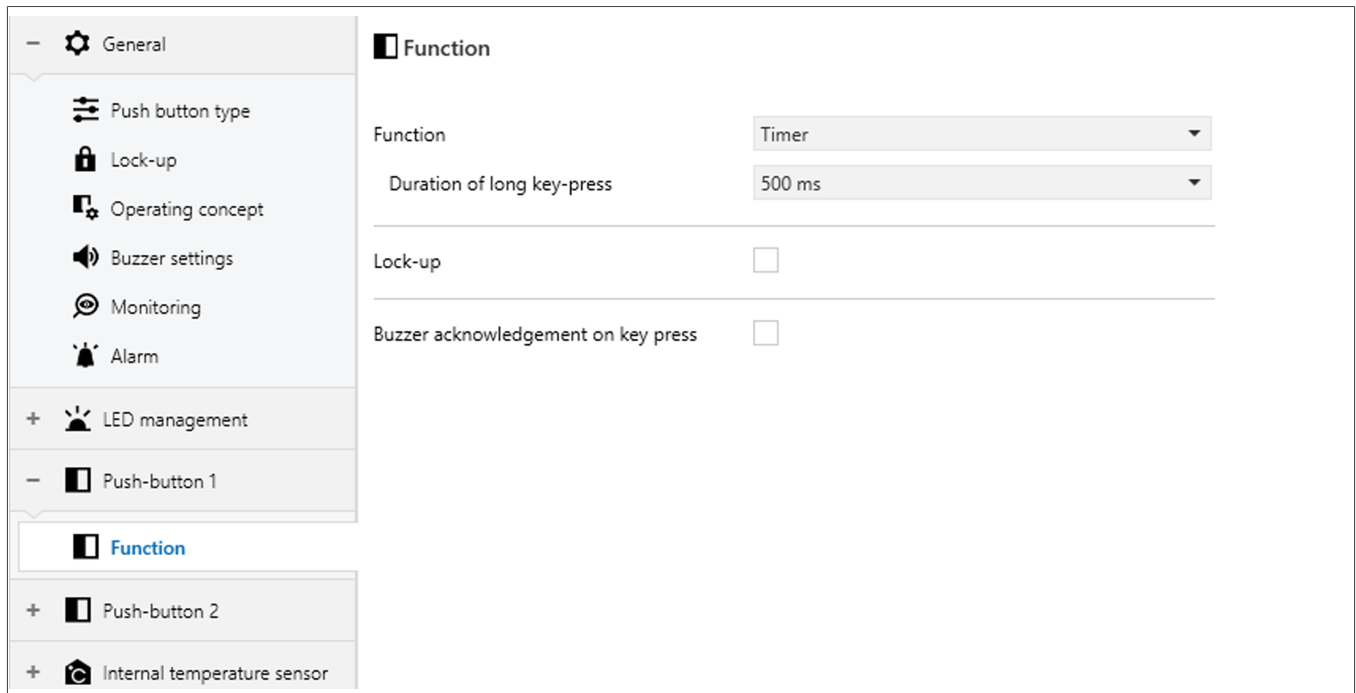 General
Push button type
Lock-up
Operating concept
Buzzer settings
Monitoring
Alarm
LED management
Push-button 1
Function
Push-button 2
Internal temperature sensor
Function
Function Timer
Duration of long key-press 500 ms
Lock-up
Buzzer acknowledgement on key press